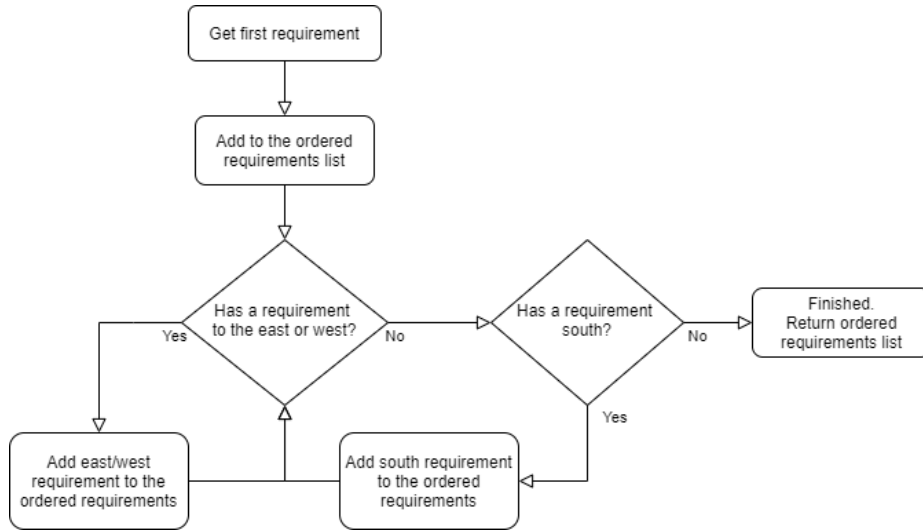 Get first requirement
Add to the ordered
requirements list
Has a requirement
to the east or west?
Yes
No
Has a requirement
south?
No
Yes
Finished.
Return ordered
requirements list
Add east/west
requirement to the
ordered requirements
Add south requirement
to the ordered
requirements